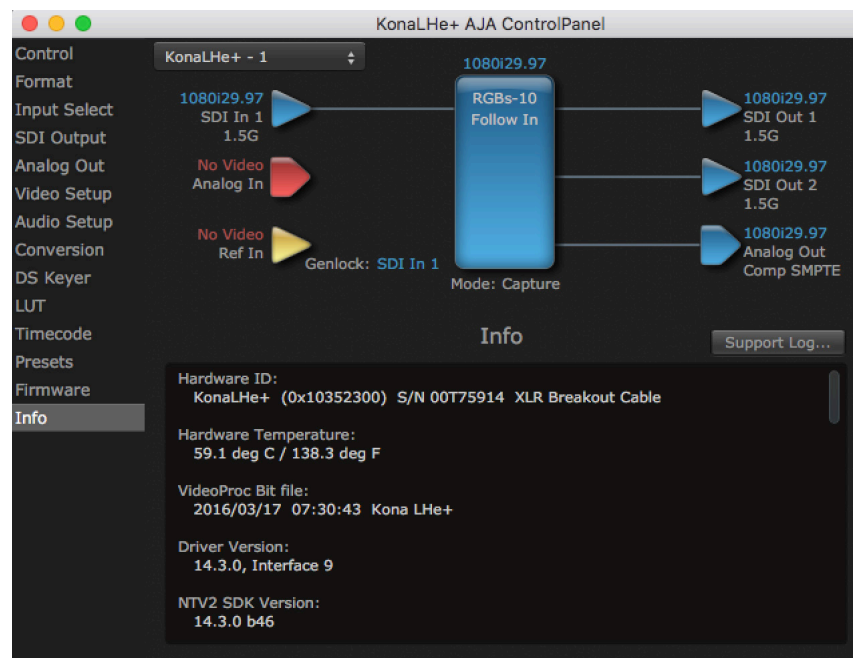 KonaLHe+ AJA ControlPanel
Control
Format
Input Select
SDI Output
Analog Out
Video Setup
Audio Setup
Conversion
DS Keyer
LUT
Timecode
Presets
Firmware
Info
KonaLHe+ - 1
1080i29.97
SDI In 1
1.5G
No Video
Analog In
No Video
Ref In
Genlock: SDI In 1
1080i29.97
RGBs-10
Follow In
Mode: Capture
1080i29.97
SDI Out 1
1.5G
1080i29.97
SDI Out 2
1.5G
1080i29.97
Analog Out
Comp SMPTE
Info
Support Log...
Hardware ID:
KonaLHe+ (0x10352300) S/N 00T75914 XLR Breakout Cable
Hardware Temperature:
59.1 deg C / 138.3 deg F
VideoProc Bit file:
2016/03/17 07:30:43 Kona LHe+
Driver Version:
14.3.0, Interface 9
NTV2 SDK Version:
14.3.0 b46